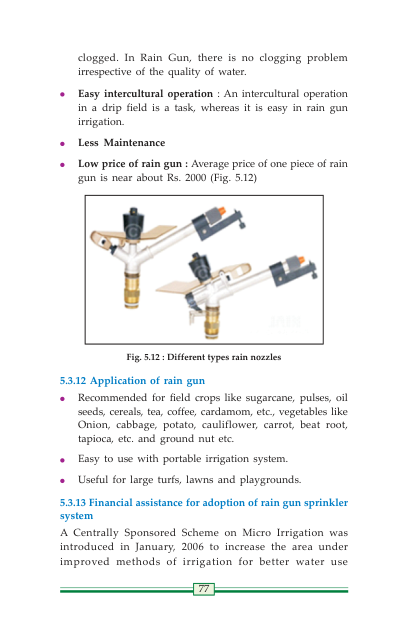 clogged. In Rain Gun, there is no clogging problem
irrespective of the quality of water.
● Easy intercultural operation : An intercultural operation
in a drip field is a task, whereas it is easy in rain gun
irrigation.
● Less Maintenance
● Low price of rain gun : Average price of one piece of rain
gun is near about Rs. 2000 (Fig. 5.12)
Fig. 5.12 : Different types rain nozzles
5.3.12 Application of rain gun
● Recommended for field crops like sugarcane, pulses, oil
seeds, cereals, tea, coffee, cardamom, etc., vegetables like
Onion, cabbage, potato, cauliflower, carrot, beat root,
tapioca, etc. and ground nut etc.
● Easy to use with portable irrigation system.
● Useful for large turfs, lawns and playgrounds.
5.3.13 Financial assistance for adoption of rain gun sprinkler
system
A Centrally Sponsored Scheme on Micro Irrigation was
introduced in January, 2006 to increase the area under
improved methods of irrigation for better water use
77